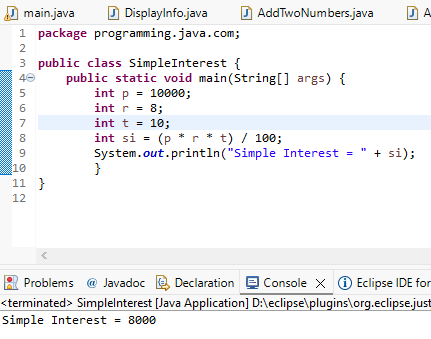 main.java DisplayInfo.java AddTwoNumbers.java A
1 package programming.java.com;
2
3 public class SimpleInterest {
4 public static void main(String[] args) {
5 int p = 10000;
6 int r = 8;
7 int t = 10;
8 int si = (p * r * t) / 100;
9 System.out.println("Simple Interest = " + si);
10 }
11 }
12
Problems @ Javadoc Declaration Console Eclipse IDE for
<terminated> SimpleInterest [Java Application] D:\eclipse\plugins\org.eclipse.just
Simple Interest = 8000